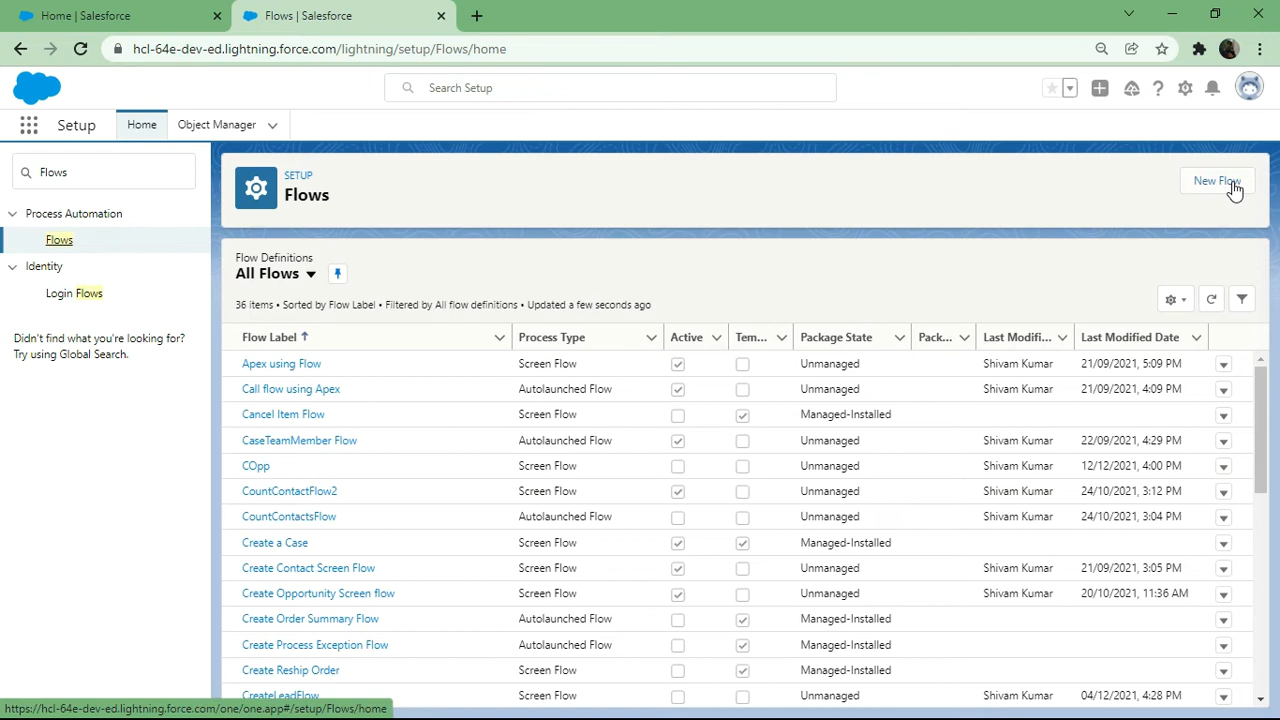 Home | Salesforce
Flows | Salesforce
hcl-64e-dev-ed.lightning.force.com/lightning/setup/Flows/home
Search Setup
Setup
Home
Object Manager
Flows
Process Automation
Flows
Identity
Login Flows
Didn't find what you're looking for?
Try using Global Search.
SETUP
Flows
New Flow
Flow Definitions
All Flows
36 items • Sorted by Flow Label • Filtered by All flow definitions • Updated a few seconds ago
Flow Label Process Type Active Tem... Package State Pack... Last Modifi... Last Modified Date
Apex using Flow Screen Flow Unmanaged Shivam Kumar 21/09/2021, 5:09 PM
Call flow using Apex Autolaunched Flow Unmanaged Shivam Kumar 21/09/2021, 4:09 PM
Cancel Item Flow Screen Flow Managed-Installed
CaseTeamMember Flow Autolaunched Flow Unmanaged Shivam Kumar 22/09/2021, 4:29 PM
COpp Screen Flow Unmanaged Shivam Kumar 12/12/2021, 4:00 PM
CountContactFlow2 Screen Flow Unmanaged Shivam Kumar 24/10/2021, 3:12 PM
CountContactsFlow Autolaunched Flow Unmanaged Shivam Kumar 24/10/2021, 3:04 PM
Create a Case Screen Flow Managed-Installed
Create Contact Screen Flow Screen Flow Unmanaged Shivam Kumar 21/09/2021, 3:05 PM
Create Opportunity Screen flow Screen Flow Unmanaged Shivam Kumar 20/10/2021, 11:36 AM
Create Order Summary Flow Autolaunched Flow Managed-Installed
Create Process Exception Flow Autolaunched Flow Managed-Installed
Create Reship Order Screen Flow Managed-Installed
CreateLeadFlow Screen Flow Unmanaged Shivam Kumar 04/12/2021, 4:28 PM
https://hcl-64e-dev-ed.lightning.force.com/one/one.app#/setup/Flows/home